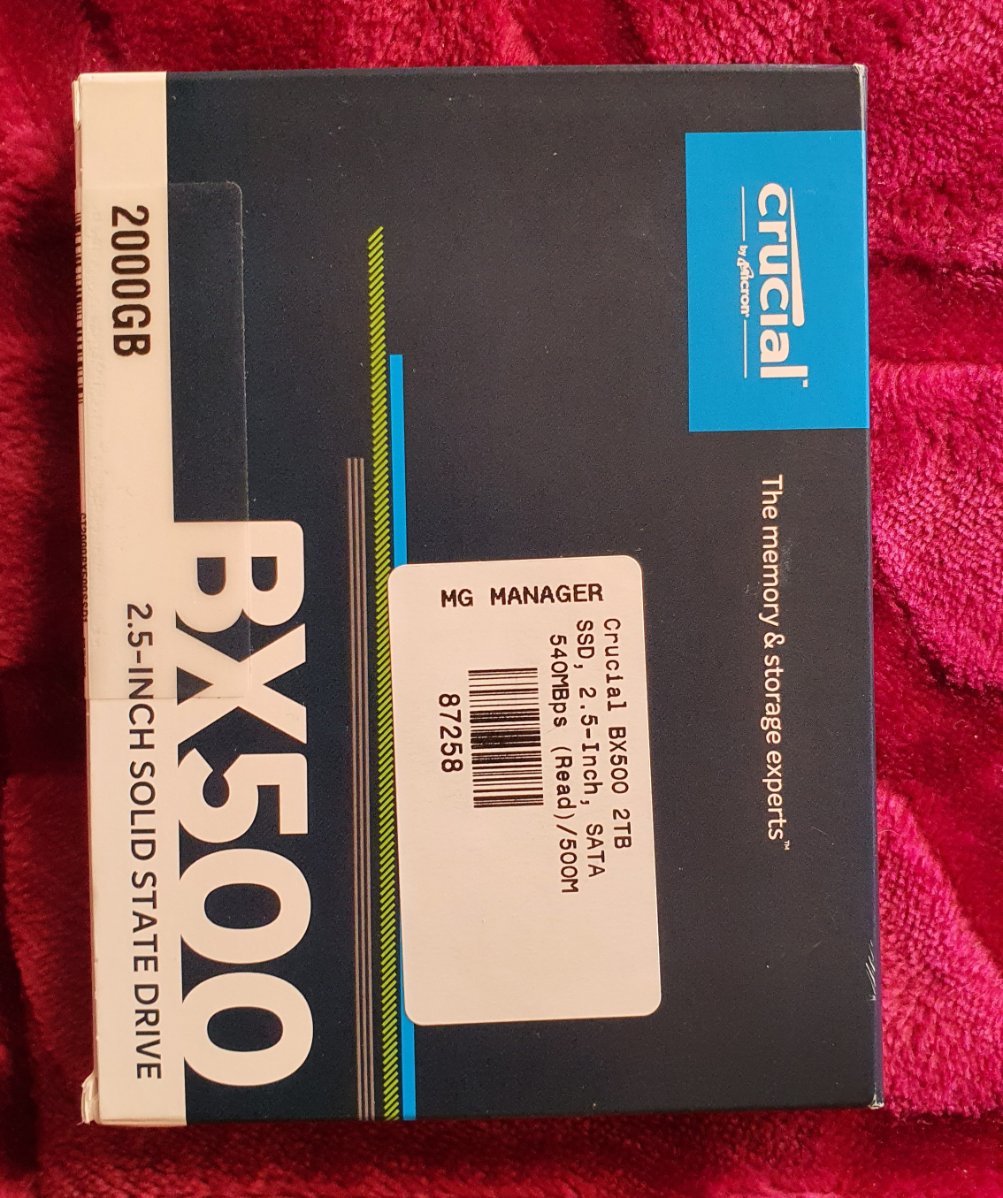 crucial™
by Micron®
The memory & storage experts™
MG MANAGER
Crucial BX500 2TB
SSD, 2.5-Inch, SATA
540MBps (Read)/500M
87258
BX500
2000GB
2.5-INCH SOLID STATE DRIVE